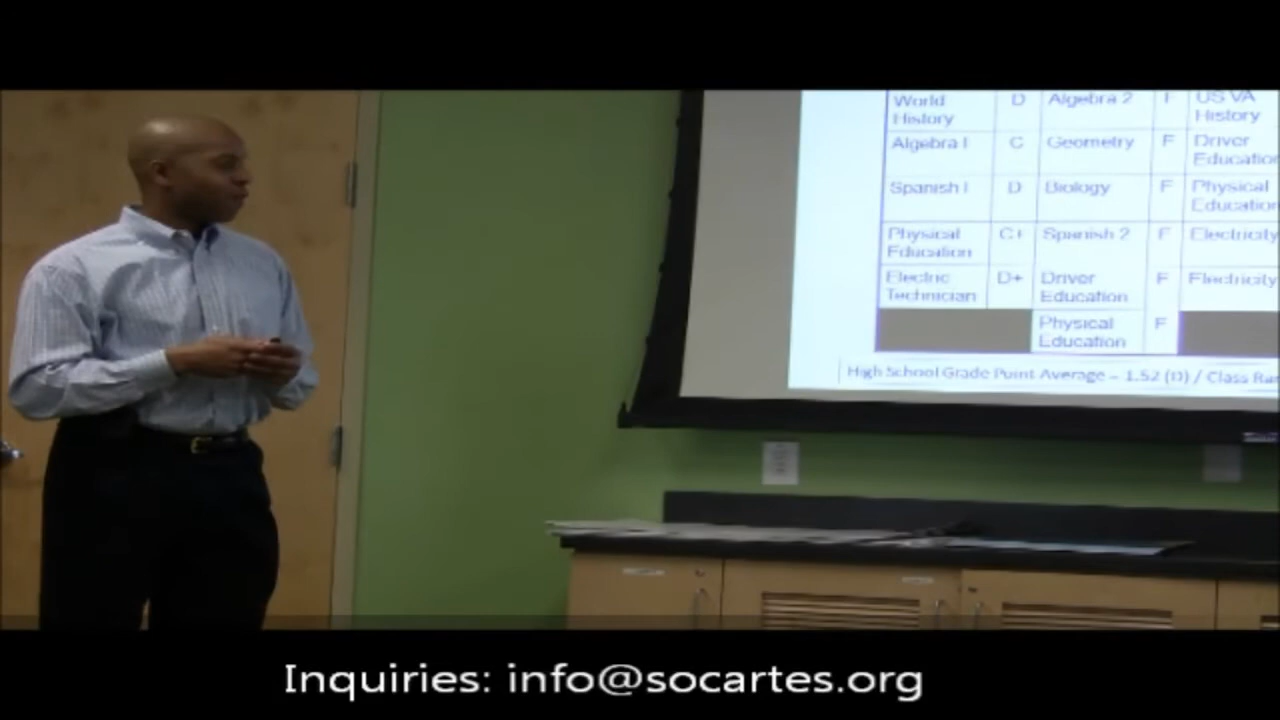 World D Algebra 2 US VA
History History
Algebra I C Geometry F Driver
Education
Spanish I D Biology F Physical
Education
Physical C+ Spanish 2 F Electricity
Education
Electric D+ Driver F Electricity
Technician Education
Physical F
Education
High School Grade Point Average – 1.52 (D) / Class
Inquiries: info@socartes.org